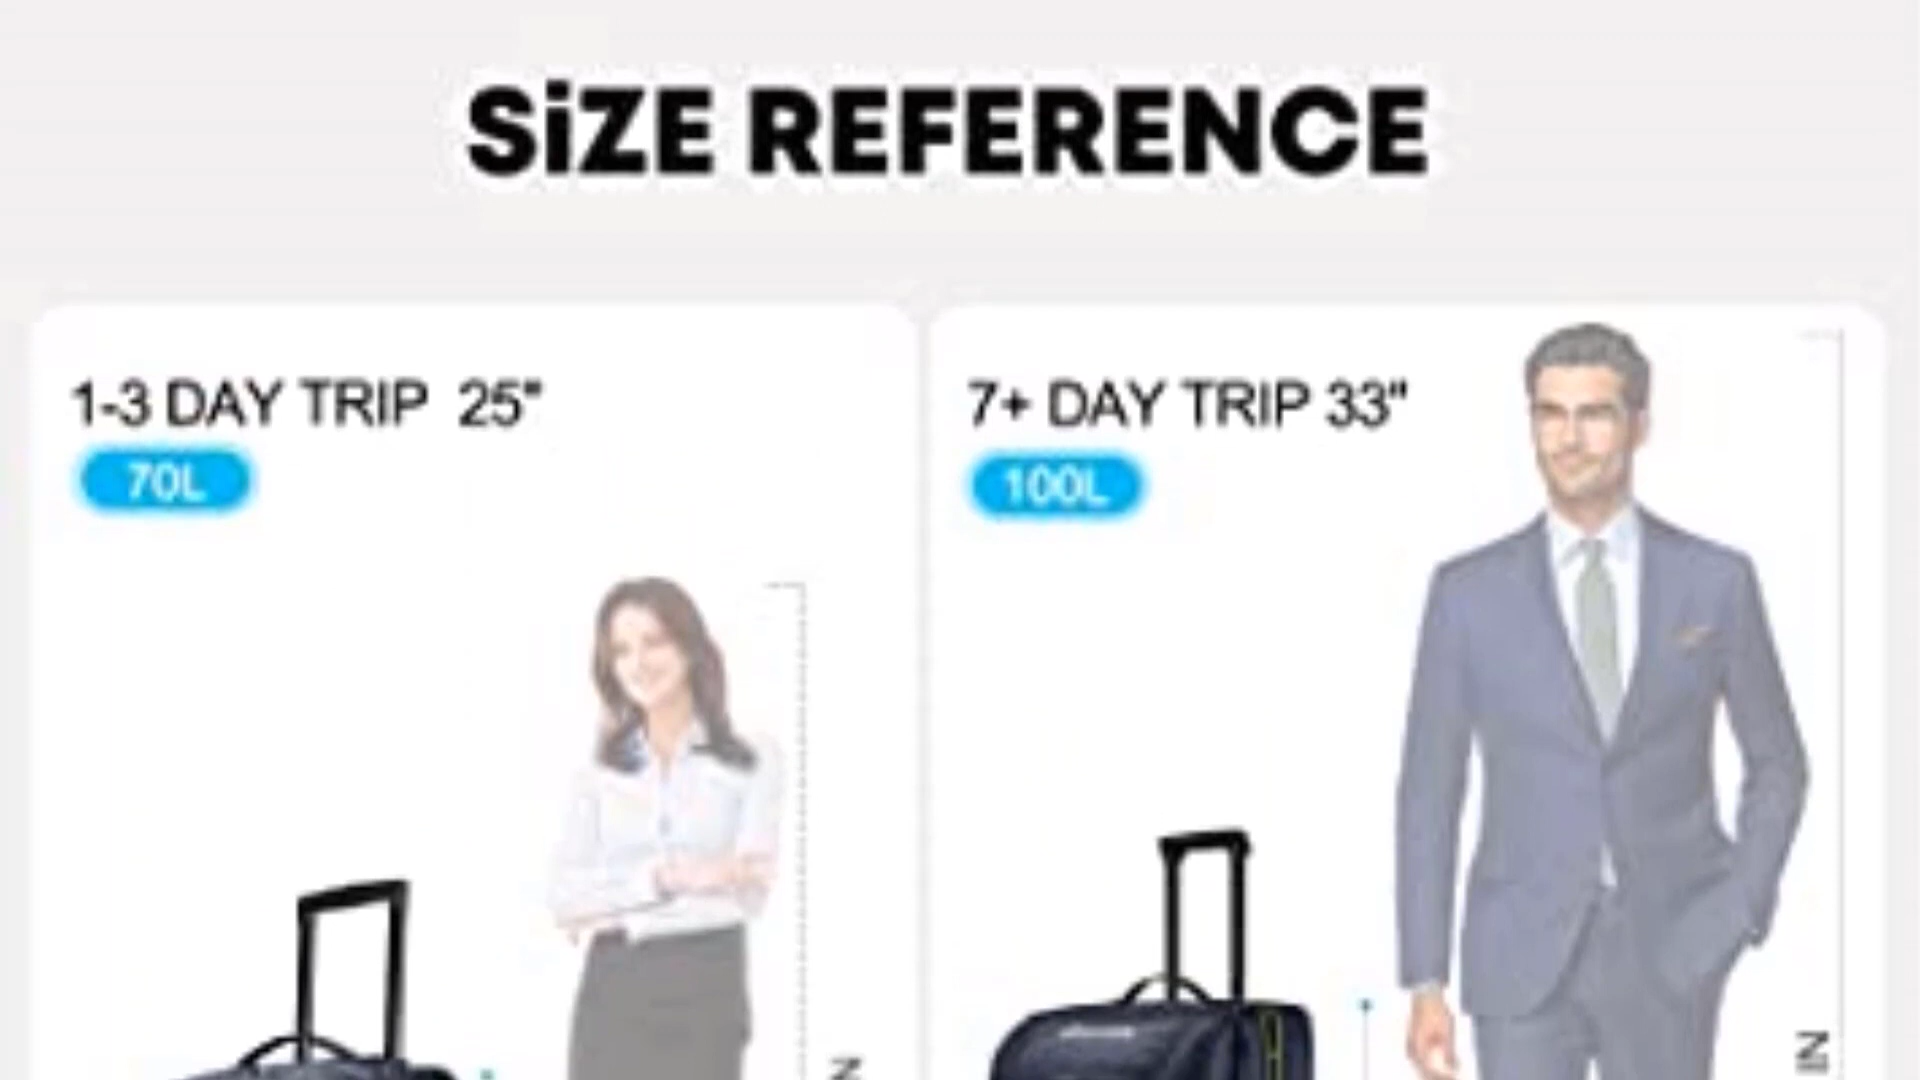 SiZE REFERENCE
1-3 DAY TRIP 25"
70L
7+ DAY TRIP 33"
100L